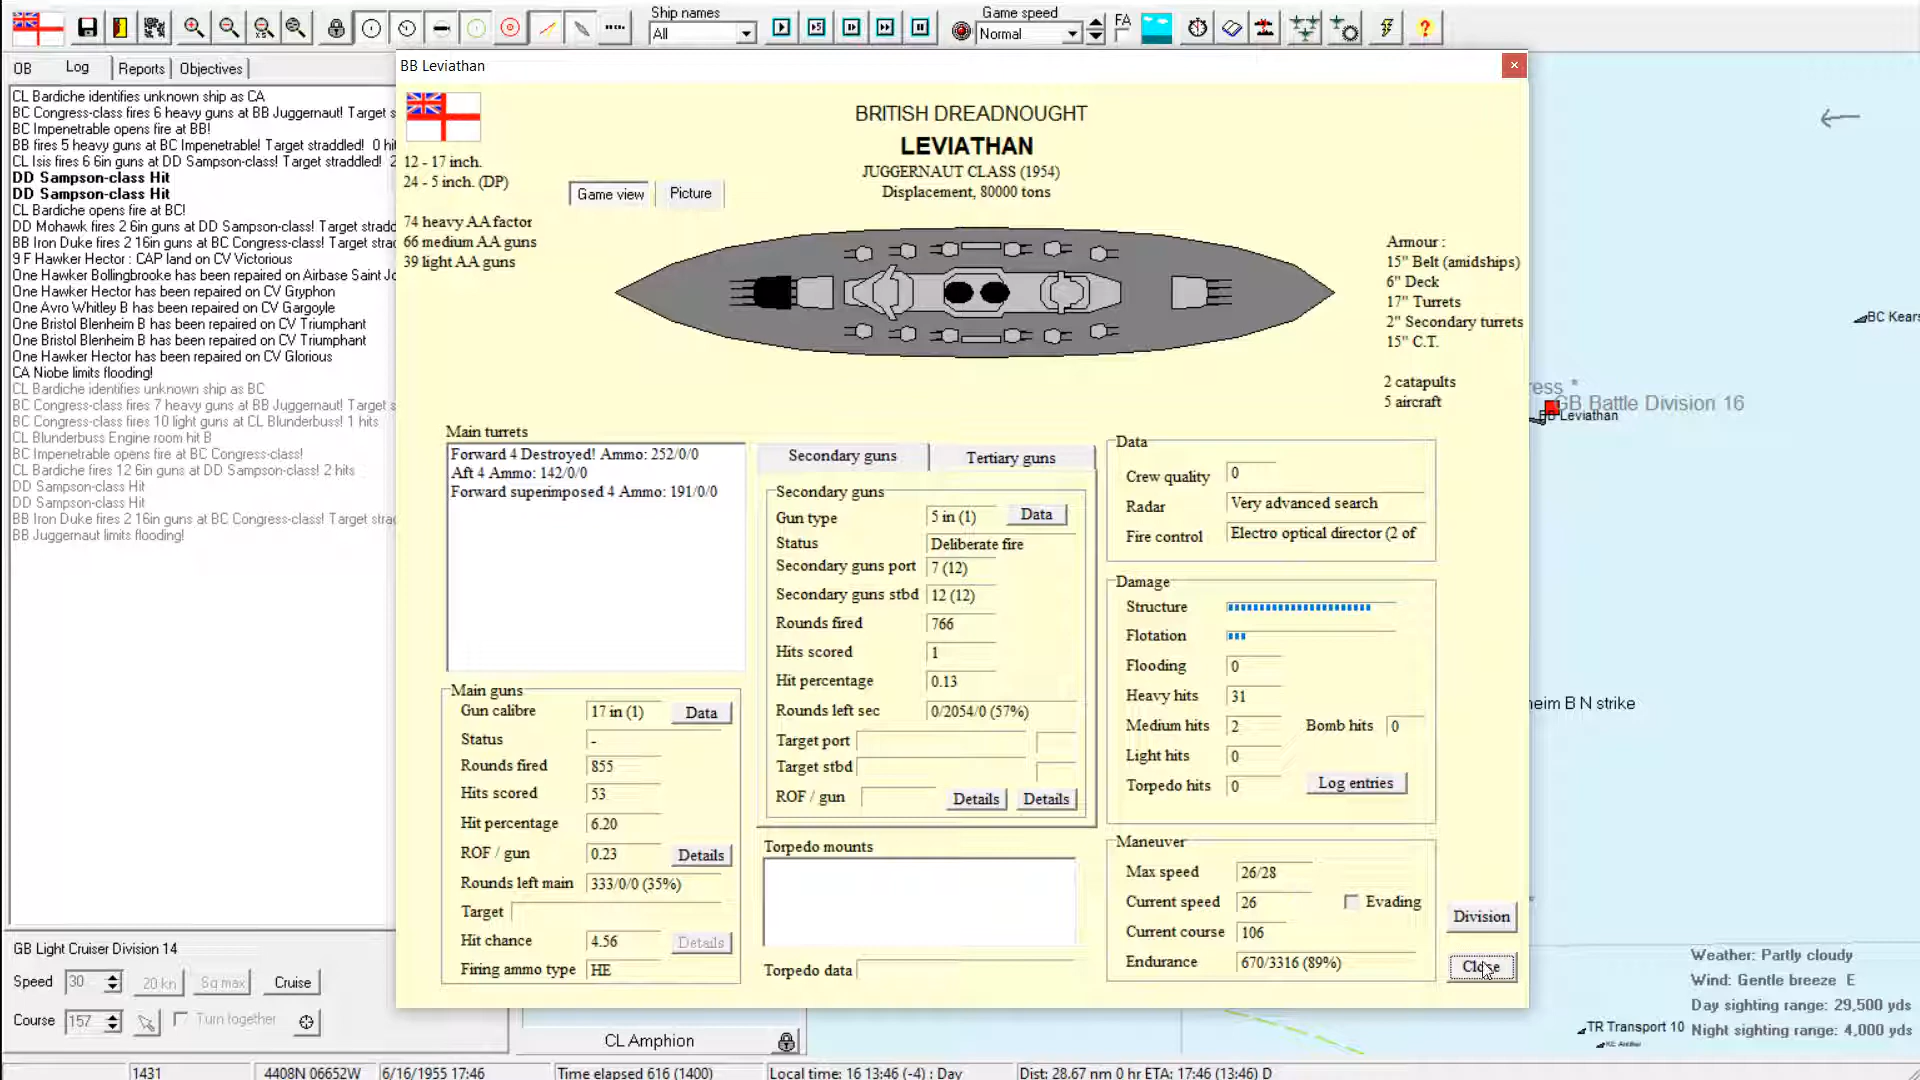 Ship names
All
Game speed
Normal
FA
OB
Log
Reports
Objectives
CL Bardiche identifies unknown ship as CA
BC Congress-class fires 6 heavy guns at BB Juggernaut! Target s
BC Impenetrable opens fire at BB!
BB fires 5 heavy guns at BC Impenetrable! Target straddled! 0 hi
CL Isis fires 6 6in guns at DD Sampson-class! Target straddled! 2
DD Sampson-class Hit
DD Sampson-class Hit
CL Bardiche opens fire at BC!
DD Mohawk fires 2 6in guns at DD Sampson-class! Target stradd
BB Iron Duke fires 2 16in guns at BC Congress-class! Target strad
9 F Hawker Hector : CAP land on CV Victorious
One Hawker Bollingbrooke has been repaired on Airbase Saint Jo
One Hawker Hector has been repaired on CV Gryphon
One Avro Whitley B has been repaired on CV Gargoyle
One Bristol Blenheim B has been repaired on CV Triumphant
One Bristol Blenheim B has been repaired on CV Triumphant
One Hawker Hector has been repaired on CV Glorious
CA Niobe limits flooding!
CL Bardiche identifies unknown ship as BC
BC Congress-class fires 7 heavy guns at BB Juggernaut! Target s
BC Congress-class fires 10 light guns at CL Blunderbuss! 1 hits
CL Blunderbuss Engine room hit B
BC Impenetrable opens fire at BC Congress-class!
CL Bardiche fires 12 6in guns at DD Sampson-class! 2 hits
DD Sampson-class Hit
DD Sampson-class Hit
BB Iron Duke fires 2 16in guns at BC Congress-class! Target strad
BB Juggernaut limits flooding!
BB Leviathan
BRITISH DREADNOUGHT
LEVIATHAN
JUGGERNAUT CLASS (1954)
Displacement, 80000 tons
12 - 17 inch.
24 - 5 inch. (DP)
Game view
Picture
74 heavy AA factor
66 medium AA guns
39 light AA guns
Armour :
15" Belt (amidships)
6" Deck
17" Turrets
2" Secondary turrets
15" C.T.
2 catapults
5 aircraft
Main turrets
Forward 4 Destroyed! Ammo: 252/0/0
Aft 4 Ammo: 142/0/0
Forward superimposed 4 Ammo: 191/0/0
Main guns
Gun calibre 17 in (1) Data
Status -
Rounds fired 855
Hits scored 53
Hit percentage 6.20
ROF / gun 0.23 Details
Rounds left main 333/0/0 (35%)
Target
Hit chance 4.56 Details
Firing ammo type HE
Secondary guns
Tertiary guns
Secondary guns
Gun type 5 in (1) Data
Status Deliberate fire
Secondary guns port 7 (12)
Secondary guns stbd 12 (12)
Rounds fired 766
Hits scored 1
Hit percentage 0.13
Rounds left sec 0/2054/0 (57%)
Target port
Target stbd
ROF / gun Details Details
Torpedo mounts
Torpedo data
Data
Crew quality 0
Radar Very advanced search
Fire control Electro optical director (2 of
Damage
Structure
Flotation
Flooding 0
Heavy hits 31
Medium hits 2 Bomb hits 0
Light hits 0
Torpedo hits 0 Log entries
Maneuver
Max speed 26/28
Current speed 26 Evading
Current course 106
Endurance 670/3316 (89%)
Division
Close
BC Kears
ress *
GB Battle Division 16
BB Leviathan
heim B N strike
TR Transport 10
Weather: Partly cloudy
Wind: Gentle breeze E
Day sighting range: 29,500 yds
Night sighting range: 4,000 yds
GB Light Cruiser Division 14
Speed 30 20 kn Sq max Cruise
Course 157 Turn together
CL Amphion
1431
4408N 06652W
6/16/1955 17:46
Time elapsed 616 (1400)
Local time: 16 13:46 (-4) : Day
Dist: 28.67 nm 0 hr ETA: 17:46 (13:46) D